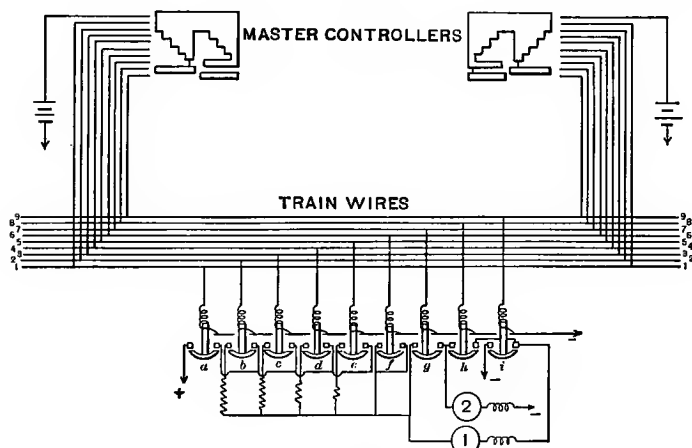 MASTER CONTROLLERS
TRAIN WIRES
9 9
8 8
7 7
6 6
5 5
4 4
3 3
2 2
1 1
a b c d e f g h i
+ - -
2 -
1